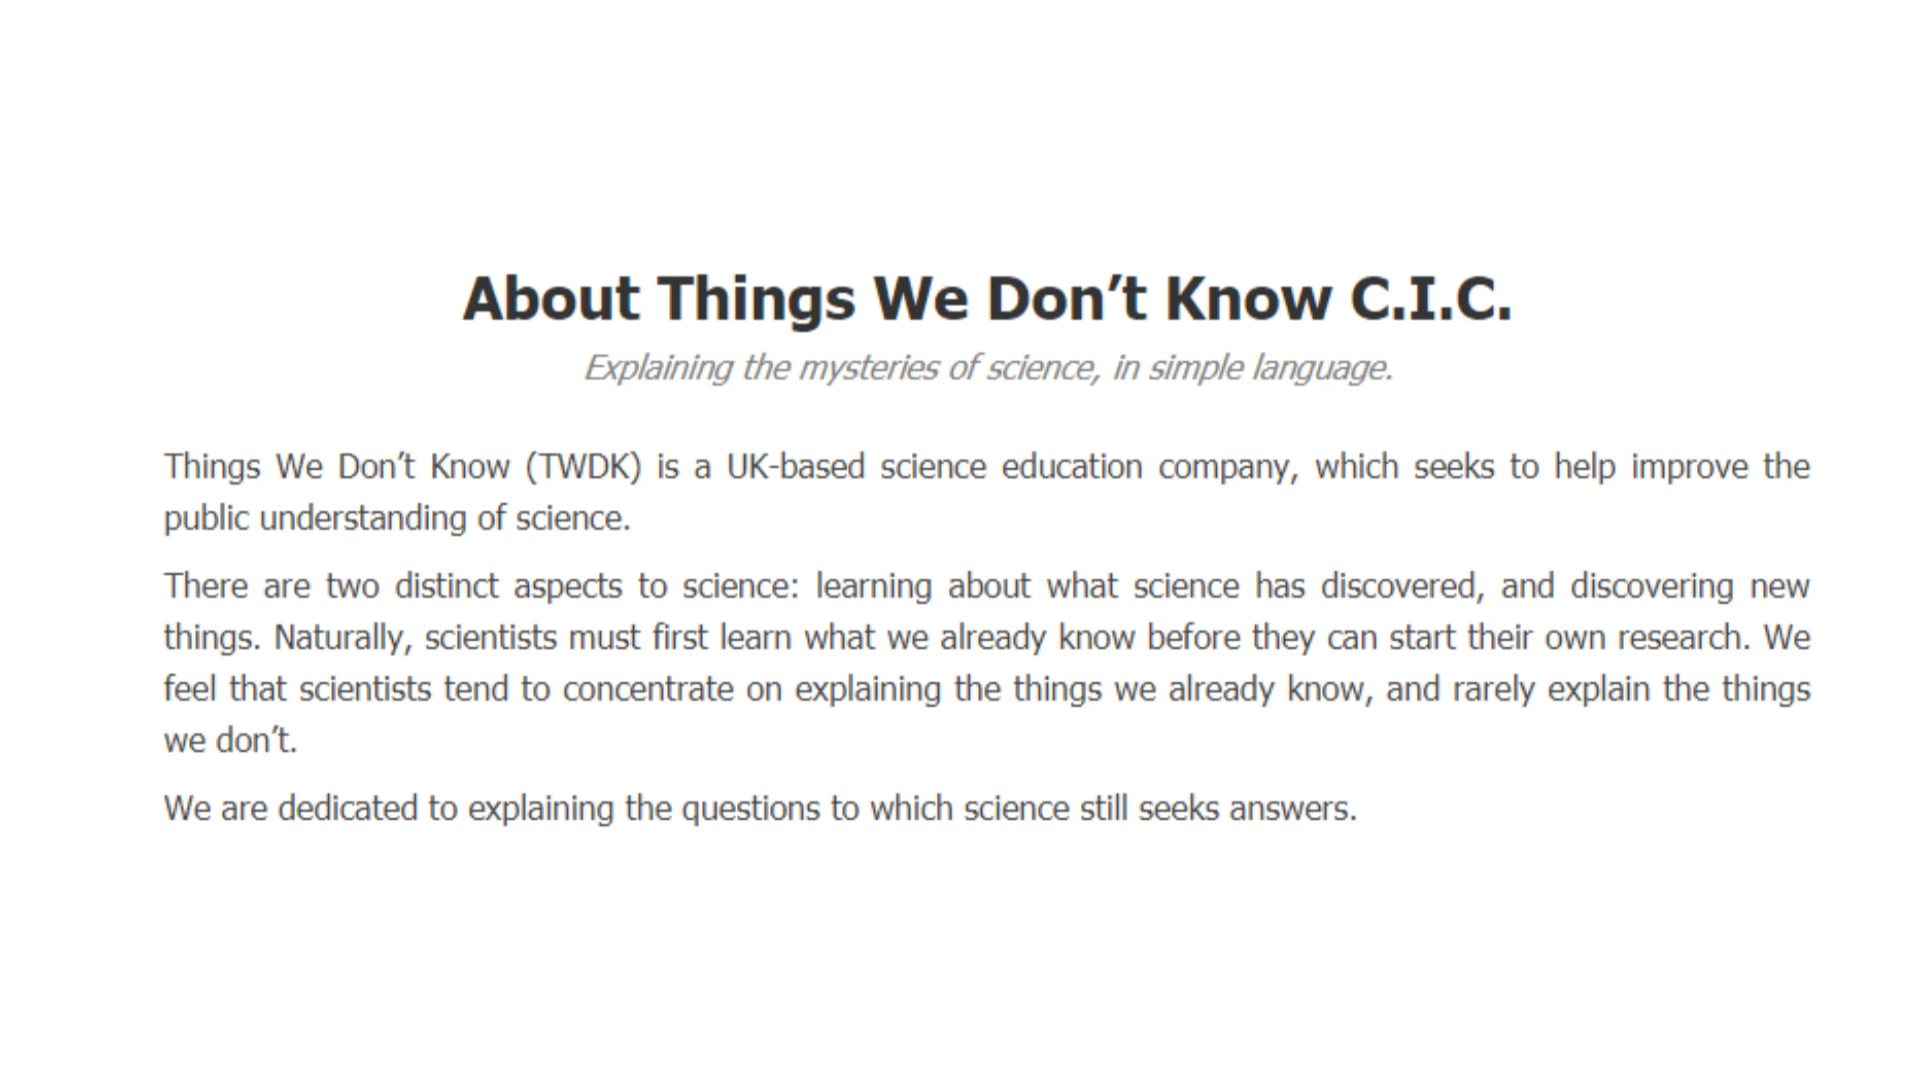 About Things We Don’t Know C.I.C.
Explaining the mysteries of science, in simple language.
Things We Don’t Know (TWDK) is a UK-based science education company, which seeks to help improve the
public understanding of science.
There are two distinct aspects to science: learning about what science has discovered, and discovering new
things. Naturally, scientists must first learn what we already know before they can start their own research. We
feel that scientists tend to concentrate on explaining the things we already know, and rarely explain the things
we don’t.
We are dedicated to explaining the questions to which science still seeks answers.